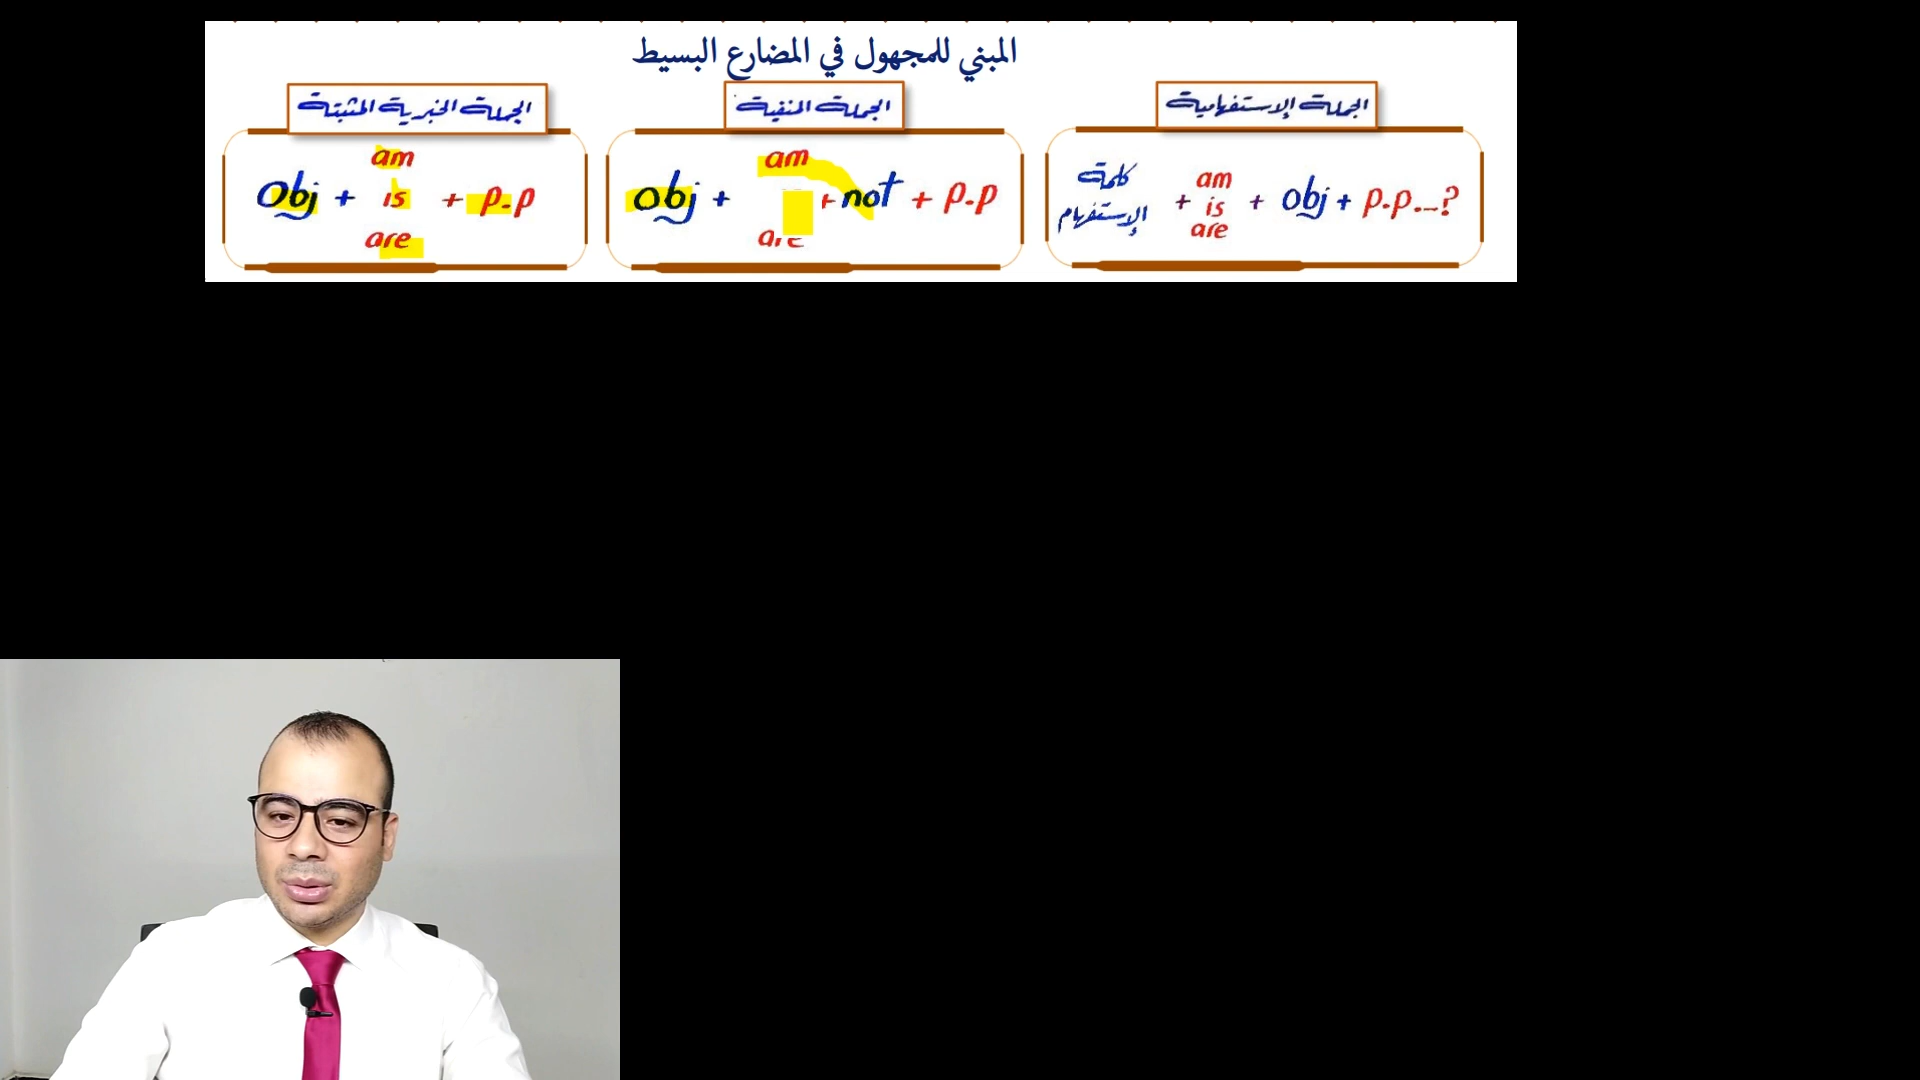 المبني للمجهول في المضارع البسيط
الجملة الخبرية المثبتة
am
Obj + is + p.p
are
الجملة المنفية
am
obj + + not + p.p
are
الجملة الإستفهامية
كلمة الإستفهام + am is are + obj + p.p...?